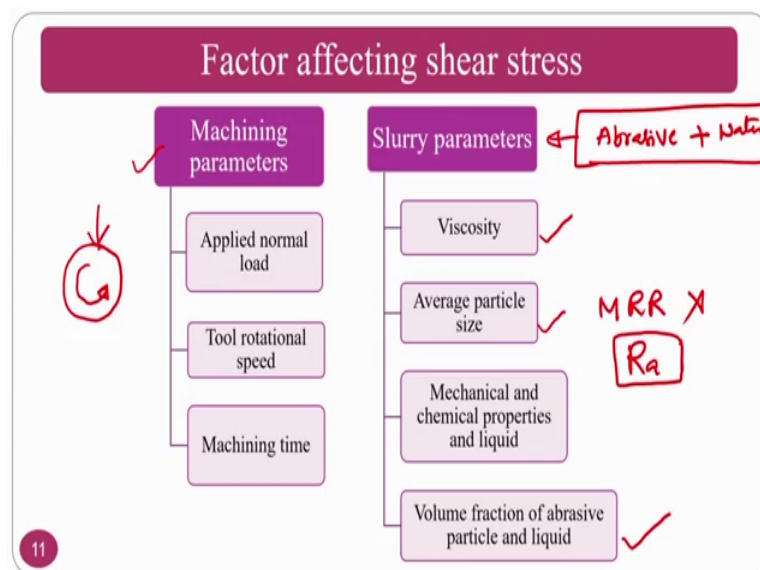 Factor affecting shear stress
Machining
parameters
Applied normal
load
Tool rotational
speed
Machining time
Slurry parameters
Abrasive +
Viscosity
Average particle
size
Mechanical and
chemical properties
and liquid
Volume fraction of abrasive
particle and liquid
MRR
Ra
11